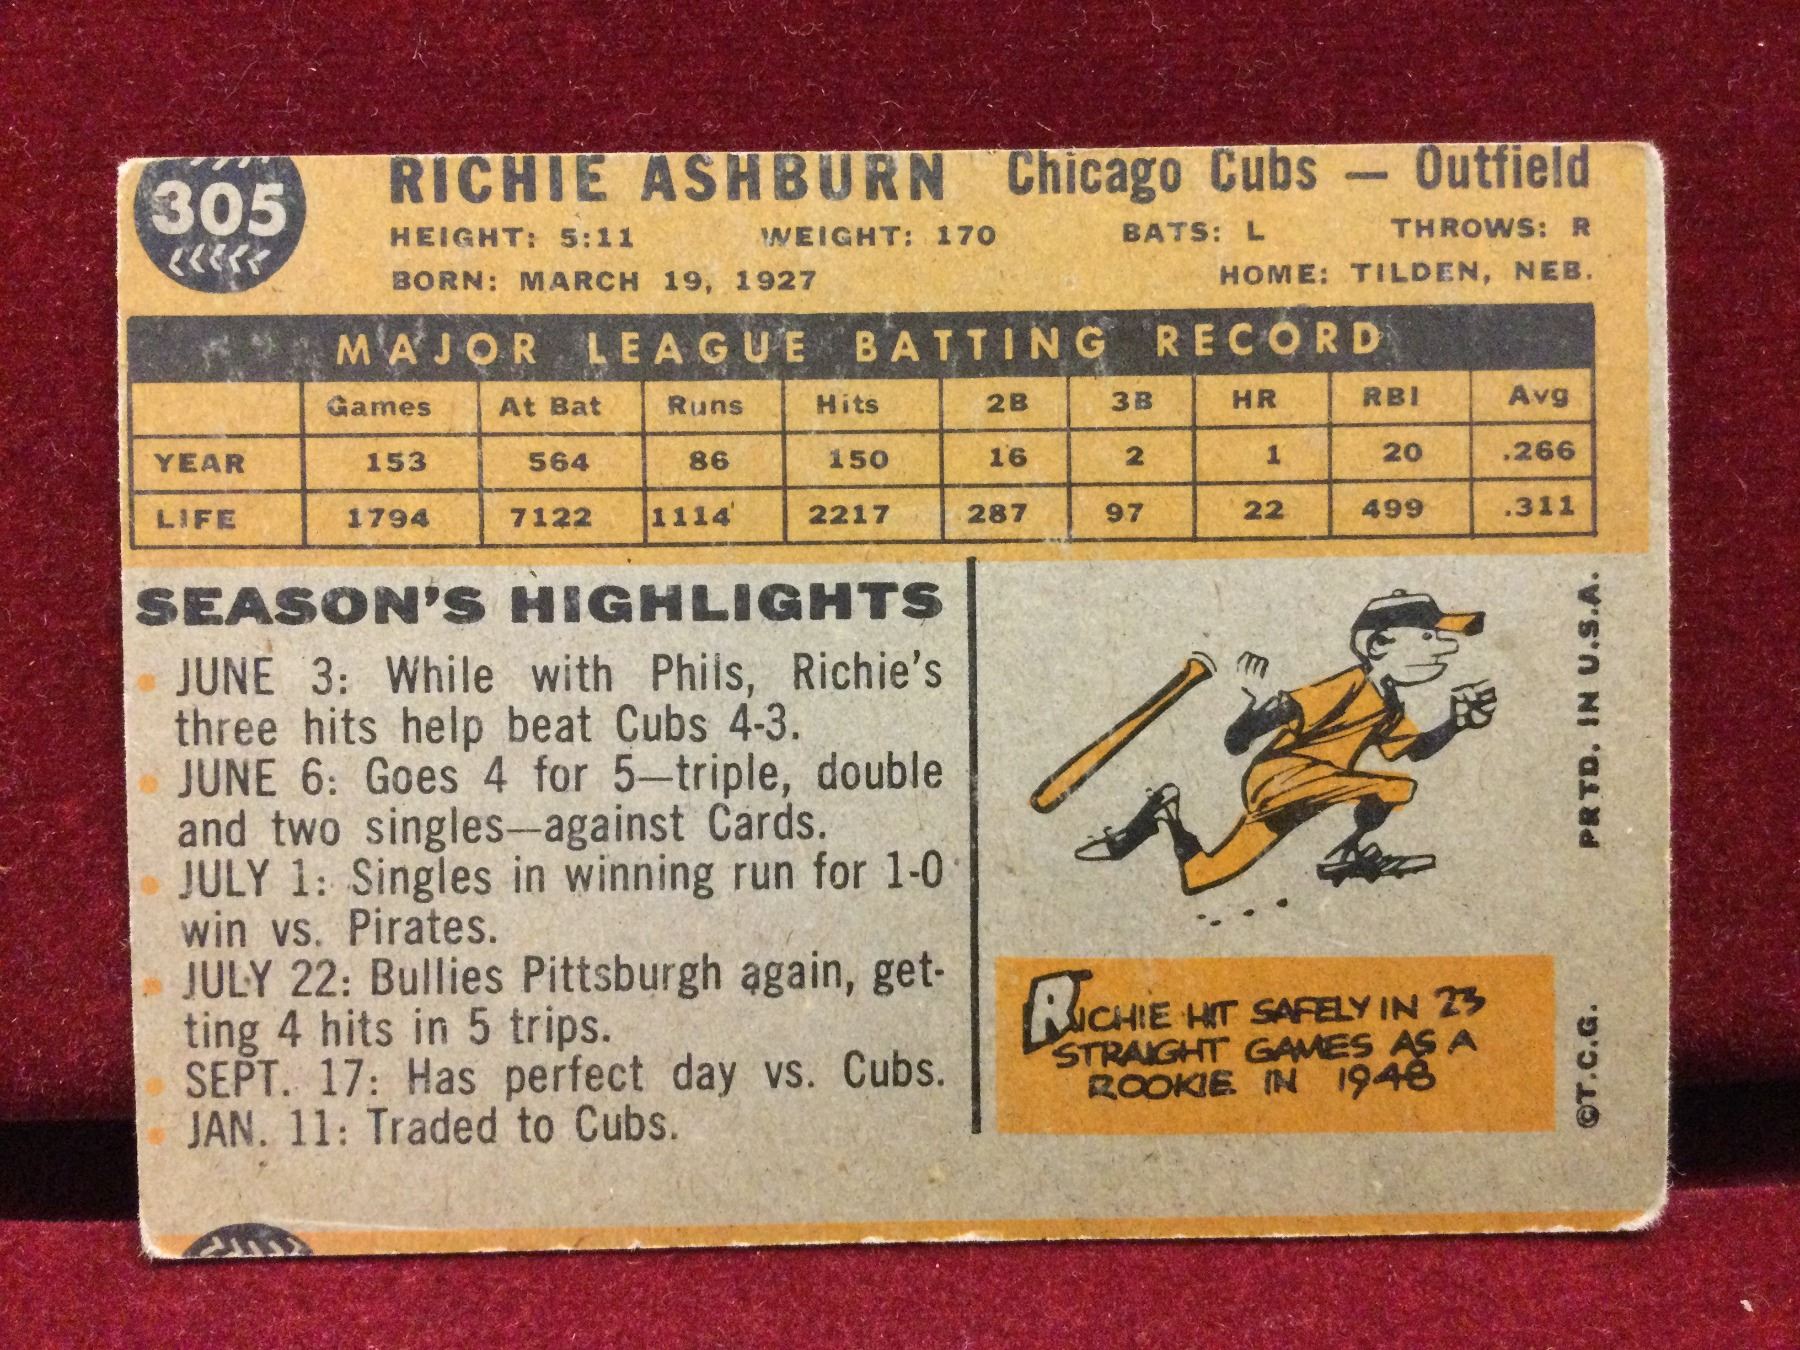 305
RICHIE ASHBURN Chicago Cubs — Outfield
HEIGHT: 5:11 WEIGHT: 170 BATS: L THROWS: R
BORN: MARCH 19, 1927 HOME: TILDEN, NEB.
MAJOR LEAGUE BATTING RECORD
Games At Bat Runs Hits 2B 3B HR RBI Avg
YEAR 153 564 86 150 16 2 1 20 .266
LIFE 1794 7122 1114 2217 287 97 22 499 .311
SEASON'S HIGHLIGHTS
JUNE 3: While with Phils, Richie's
three hits help beat Cubs 4-3.
JUNE 6: Goes 4 for 5—triple, double
and two singles—against Cards.
JULY 1: Singles in winning run for 1-0
win vs. Pirates.
JULY 22: Bullies Pittsburgh again, get-
ting 4 hits in 5 trips.
SEPT. 17: Has perfect day vs. Cubs.
JAN. 11: Traded to Cubs.
RICHIE HIT SAFELY IN 23
STRAIGHT GAMES AS A
ROOKIE IN 1948
©T.C.G. PRTD. IN U.S.A.